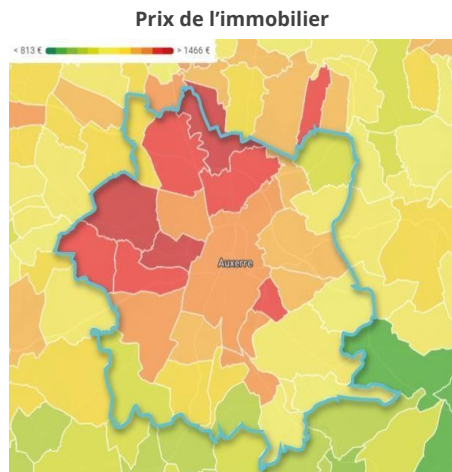 Prix de l’immobilier
< 813 € > 1466 €
Auxerre